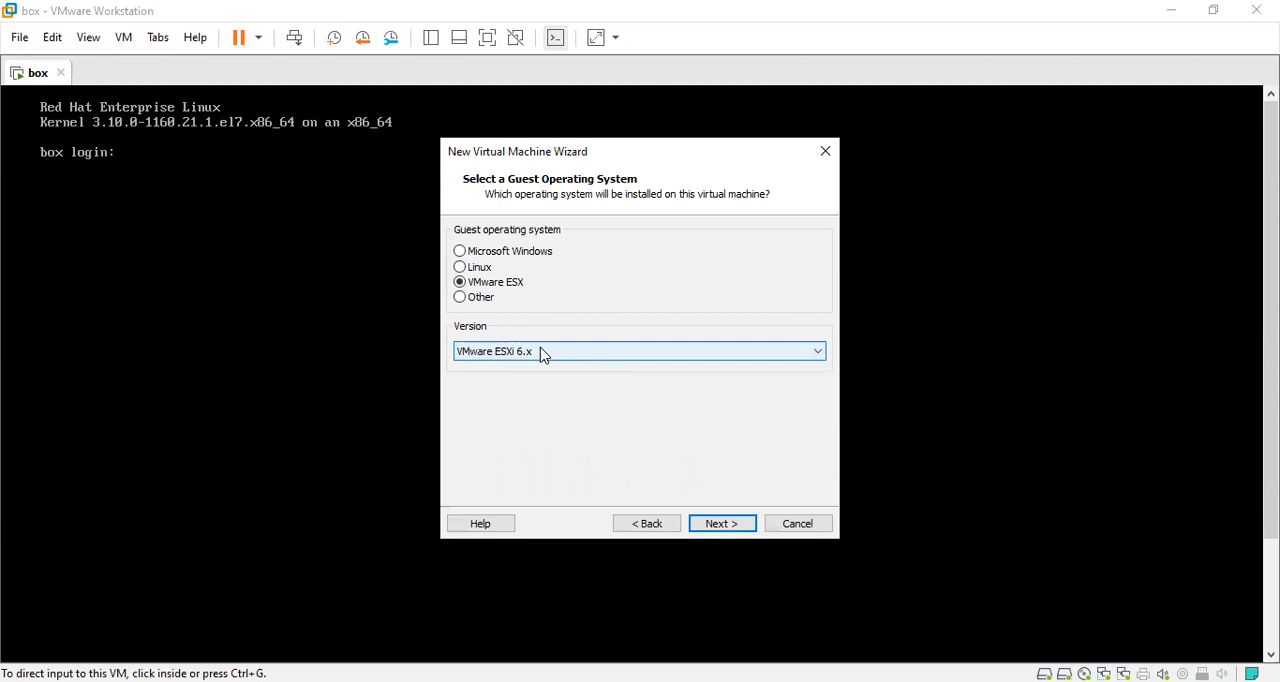 box - VMware Workstation
File Edit View VM Tabs Help
box
Red Hat Enterprise Linux
Kernel 3.10.0-1160.21.1.el7.x86_64 on an x86_64
box login:
New Virtual Machine Wizard
Select a Guest Operating System
Which operating system will be installed on this virtual machine?
Guest operating system
Microsoft Windows
Linux
VMware ESX
Other
Version
VMware ESXi 6.x
Help < Back Next > Cancel
To direct input to this VM, click inside or press Ctrl+G.